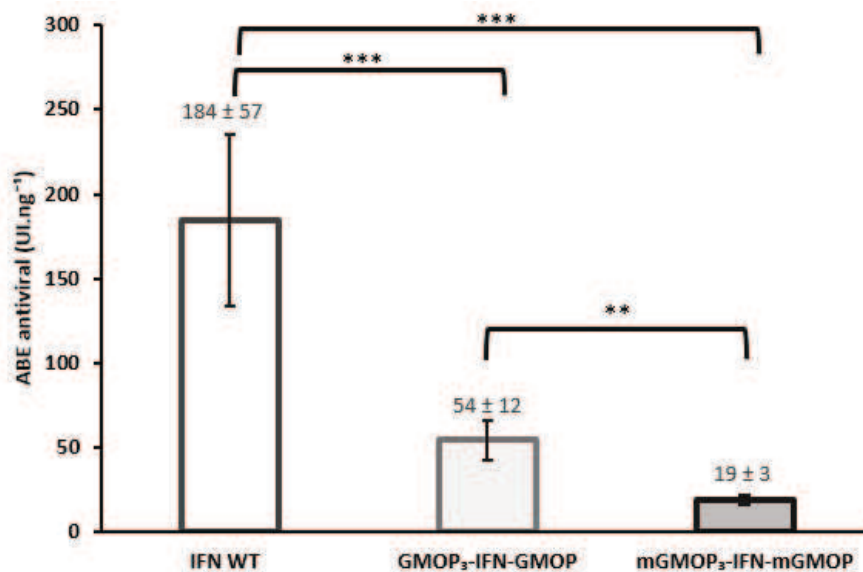 ABE antiviral (UI.ng⁻¹)
300
250
200
150
100
50
0
***
***
184 ± 57
**
54 ± 12
19 ± 3
IFN WT
GMOP₃-IFN-GMOP
mGMOP₃-IFN-mGMOP